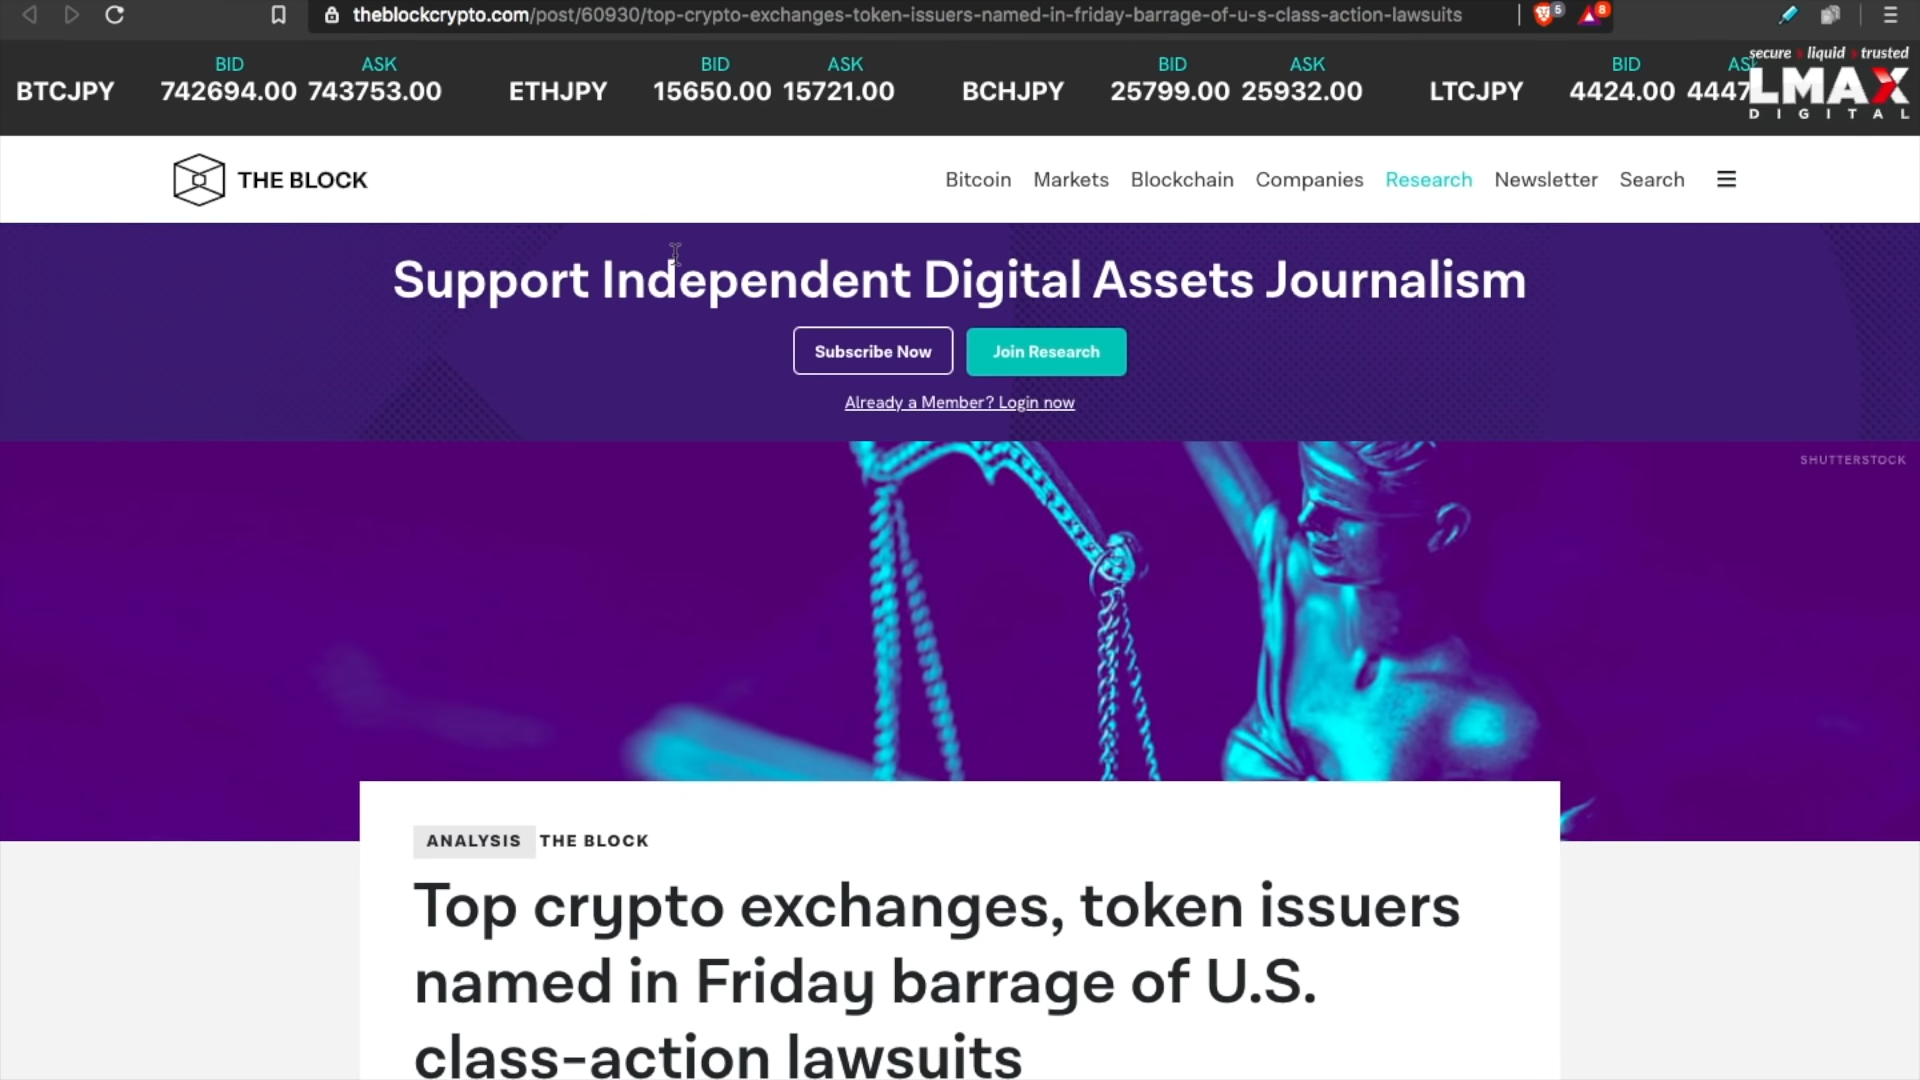 theblockcrypto.com/post/60930/top-crypto-exchanges-token-issuers-named-in-friday-barrage-of-u-s-class-action-lawsuits
5
8
BID ASK BID ASK BID ASK BID AS
BTCJPY 742694.00 743753.00 ETHJPY 15650.00 15721.00 BCHJPY 25799.00 25932.00 LTCJPY 4424.00 4447
secure liquid trusted
LMAX
DIGITAL
THE BLOCK
Bitcoin Markets Blockchain Companies Research Newsletter Search
Support Independent Digital Assets Journalism
Subscribe Now Join Research
Already a Member? Login now
SHUTTERSTOCK
ANALYSIS THE BLOCK
Top crypto exchanges, token issuers
named in Friday barrage of U.S.
class-action lawsuits